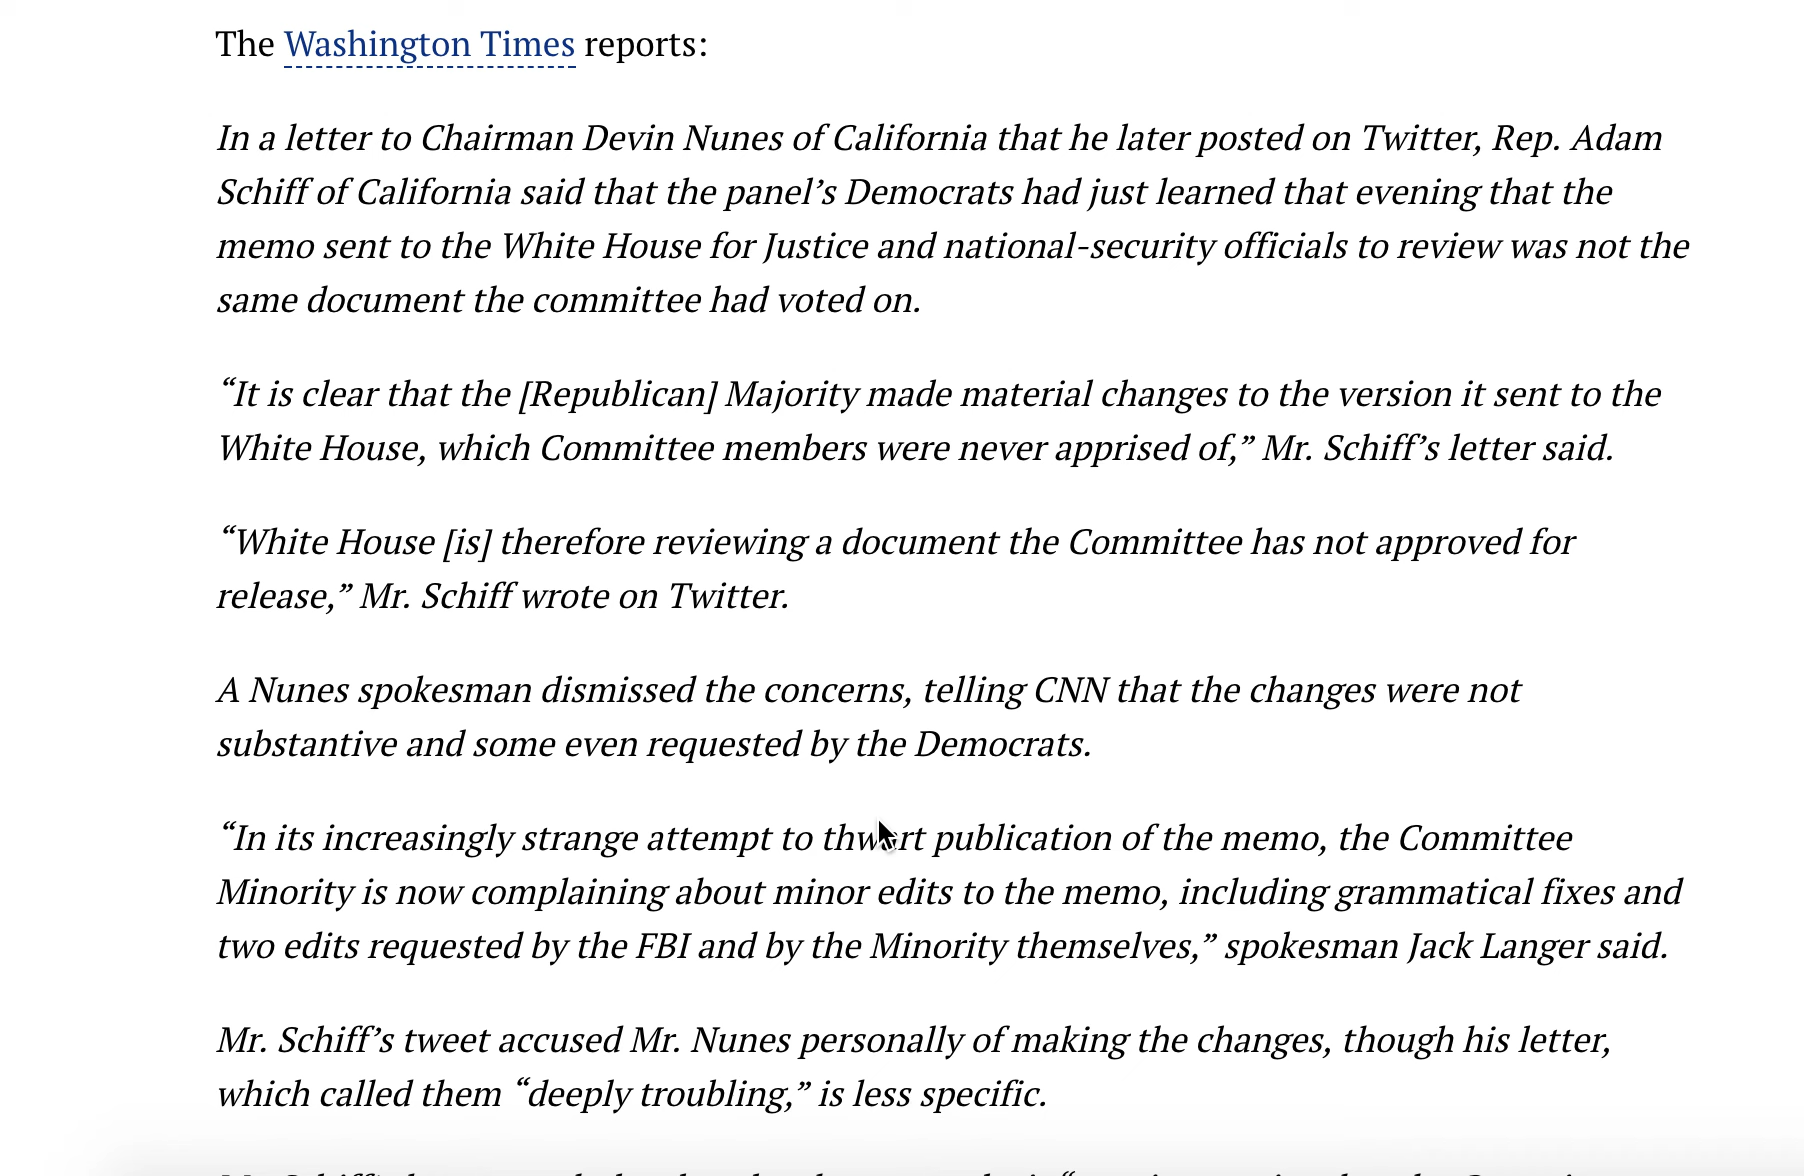 The Washington Times reports:
In a letter to Chairman Devin Nunes of California that he later posted on Twitter, Rep. Adam
Schiff of California said that the panel’s Democrats had just learned that evening that the
memo sent to the White House for Justice and national-security officials to review was not the
same document the committee had voted on.
“It is clear that the [Republican] Majority made material changes to the version it sent to the
White House, which Committee members were never apprised of,” Mr. Schiff’s letter said.
“White House [is] therefore reviewing a document the Committee has not approved for
release,” Mr. Schiff wrote on Twitter.
A Nunes spokesman dismissed the concerns, telling CNN that the changes were not
substantive and some even requested by the Democrats.
“In its increasingly strange attempt to thwart publication of the memo, the Committee
Minority is now complaining about minor edits to the memo, including grammatical fixes and
two edits requested by the FBI and by the Minority themselves,” spokesman Jack Langer said.
Mr. Schiff’s tweet accused Mr. Nunes personally of making the changes, though his letter,
which called them “deeply troubling,” is less specific.